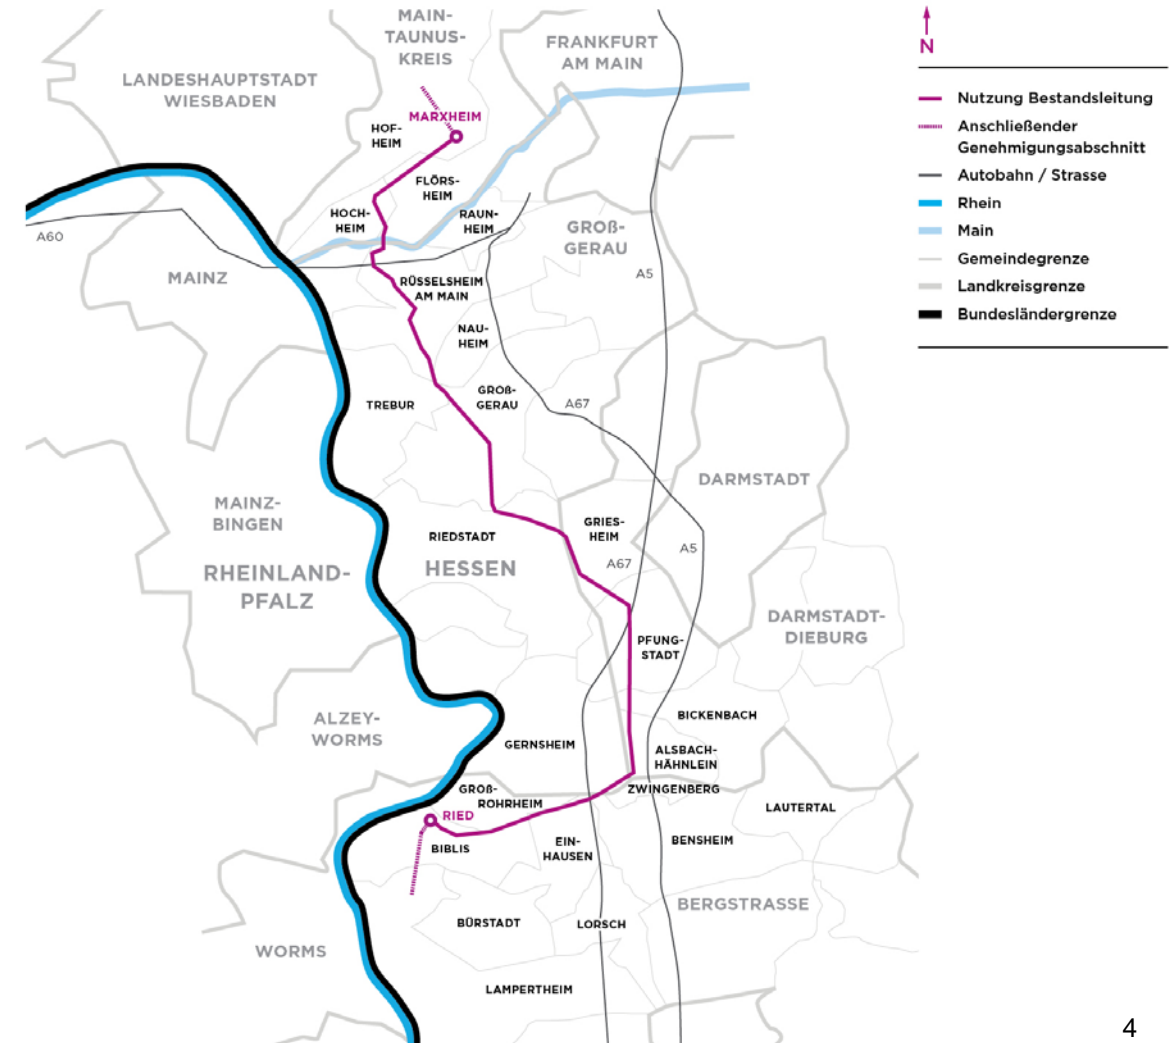 MAIN-
TAUNUS-
KREIS
FRANKFURT
AM MAIN
LANDESHAUPTSTADT
WIESBADEN
MARXHEIM
HOF-
HEIM
FLÖRS-
HEIM
HOCH-
HEIM
RAUN-
HEIM
GROß-
GERAU
A60
MAINZ
A5
RÜSSELSHEIM
AM MAIN
NAU-
HEIM
TREBUR
GROß-
GERAU
A67
DARMSTADT
MAINZ-
BINGEN
RIEDSTADT
GRIES-
HEIM
A5
A67
HESSEN
RHEINLAND-
PFALZ
DARMSTADT-
DIEBURG
PFUNG-
STADT
ALZEY-
WORMS
BICKENBACH
GERNSHEIM
ALSBACH-
HÄHNLEIN
GROß-
ROHRHEIM
ZWINGENBERG
LAUTERTAL
RIED
BIBLIS
EIN-
HAUSEN
BENSHEIM
BERGSTRASSE
BÜRSTADT
LORSCH
WORMS
LAMPERTHEIM
N
Nutzung Bestandsleitung
Anschließender
Genehmigungsabschnitt
Autobahn / Strasse
Rhein
Main
Gemeindegrenze
Landkreisgrenze
Bundesländergrenze
4